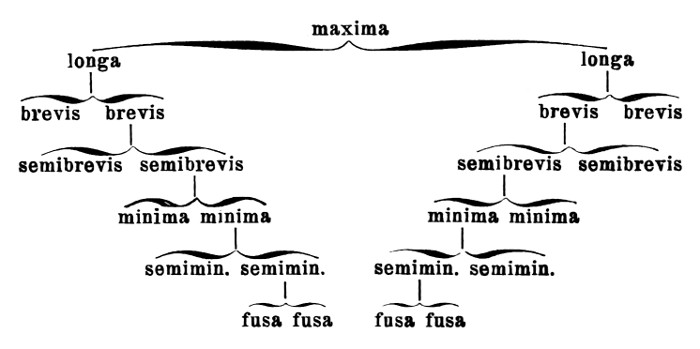 maxima
longa longa
brevis brevis brevis brevis
semibrevis semibrevis semibrevis semibrevis
minima minima minima minima
semimin. semimin. semimin. semimin.
fusa fusa fusa fusa